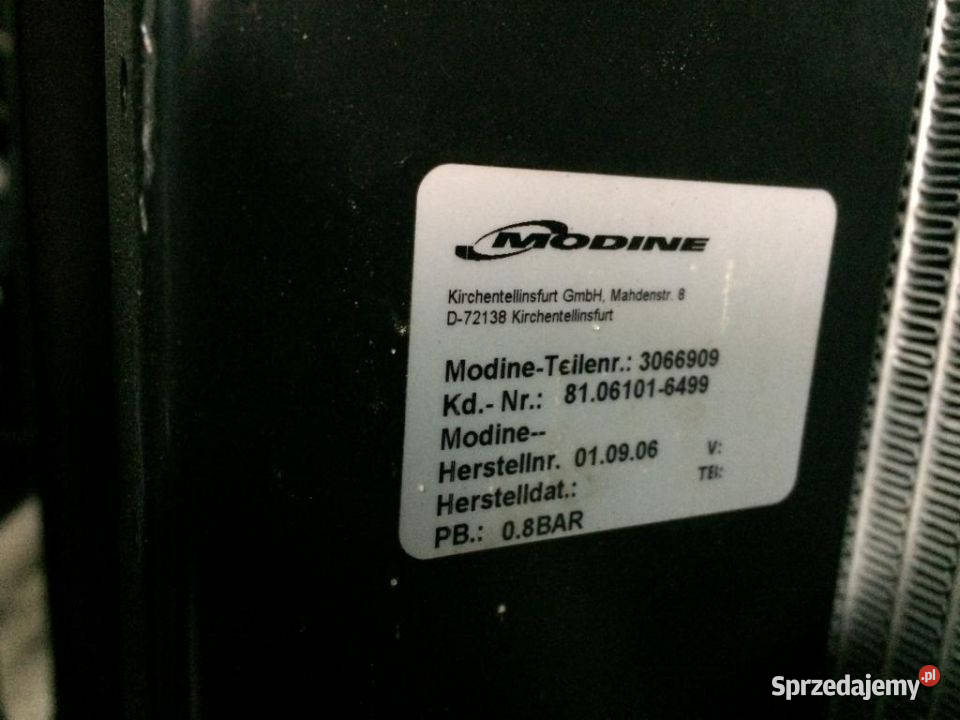 MODINE
Kirchentellinsfurt GmbH, Mahdenstr. 8
D-72138 Kirchentellinsfurt
Modine-Teilenr.: 3066909
Kd.- Nr.: 81.06101-6499
Modine--
Herstellnr. 01.09.06 V:
Herstelldat.: TEI:
PB.: 0.8BAR
Sprzedajemy.pl